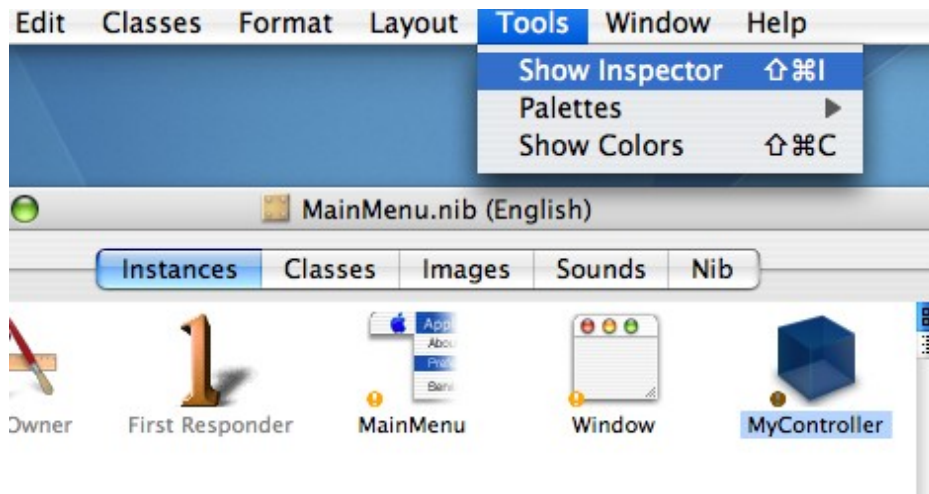 Edit Classes Format Layout Tools Window Help
Show Inspector ⇧⌘I
Palettes ▶
Show Colors ⇧⌘C
MainMenu.nib (English)
Instances Classes Images Sounds Nib
Owner First Responder MainMenu Window MyController